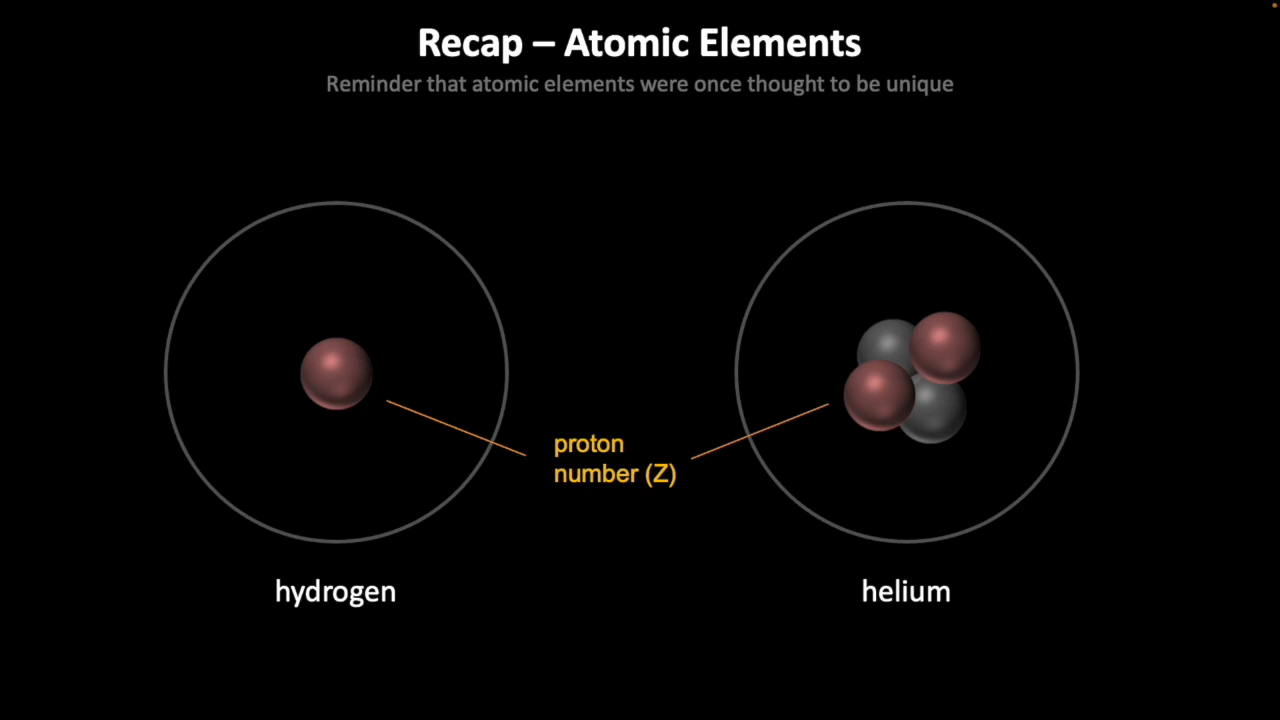 Recap – Atomic Elements
Reminder that atomic elements were once thought to be unique
proton
number (Z)
hydrogen
helium